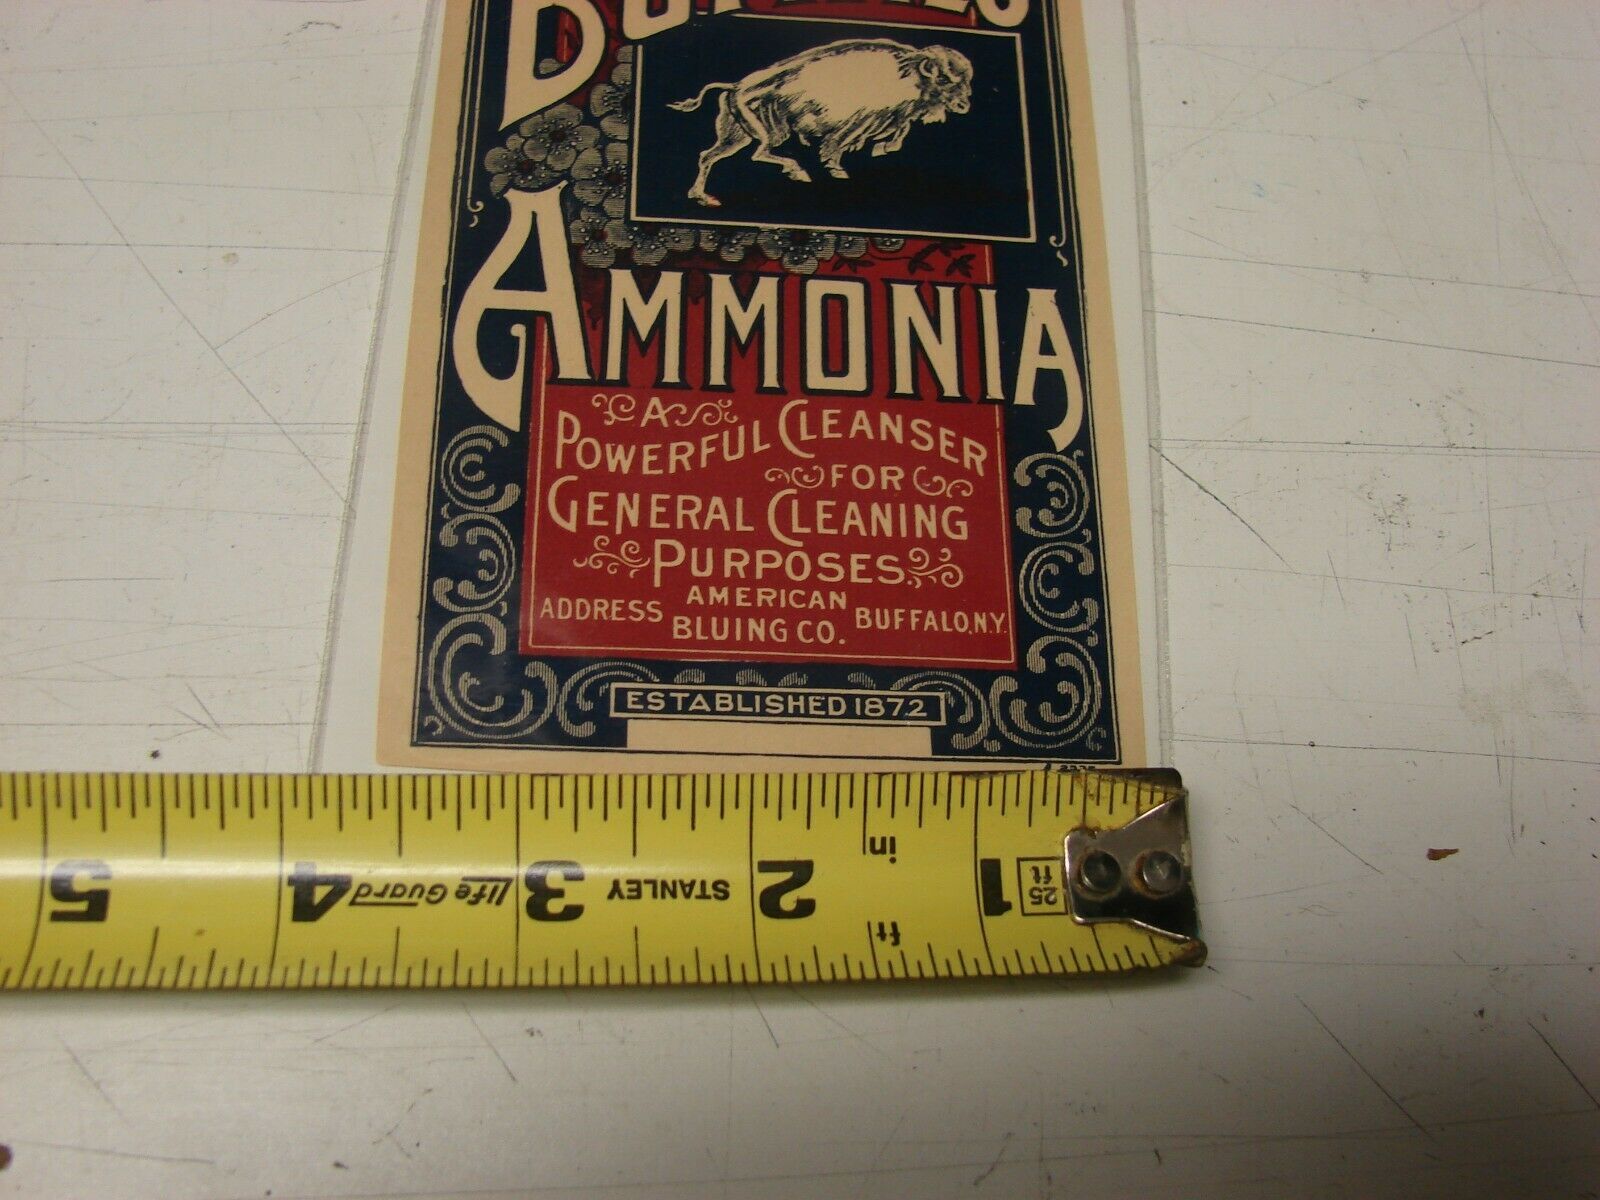 BUFFALO
AMMONIA
A
POWERFUL CLEANSER
FOR
GENERAL CLEANING
PURPOSES.
ADDRESS AMERICAN BLUING CO. BUFFALO, N.Y.
ESTABLISHED 1872
1 25 ft
in
ft
2
STANLEY
3
Life Guard
4
5